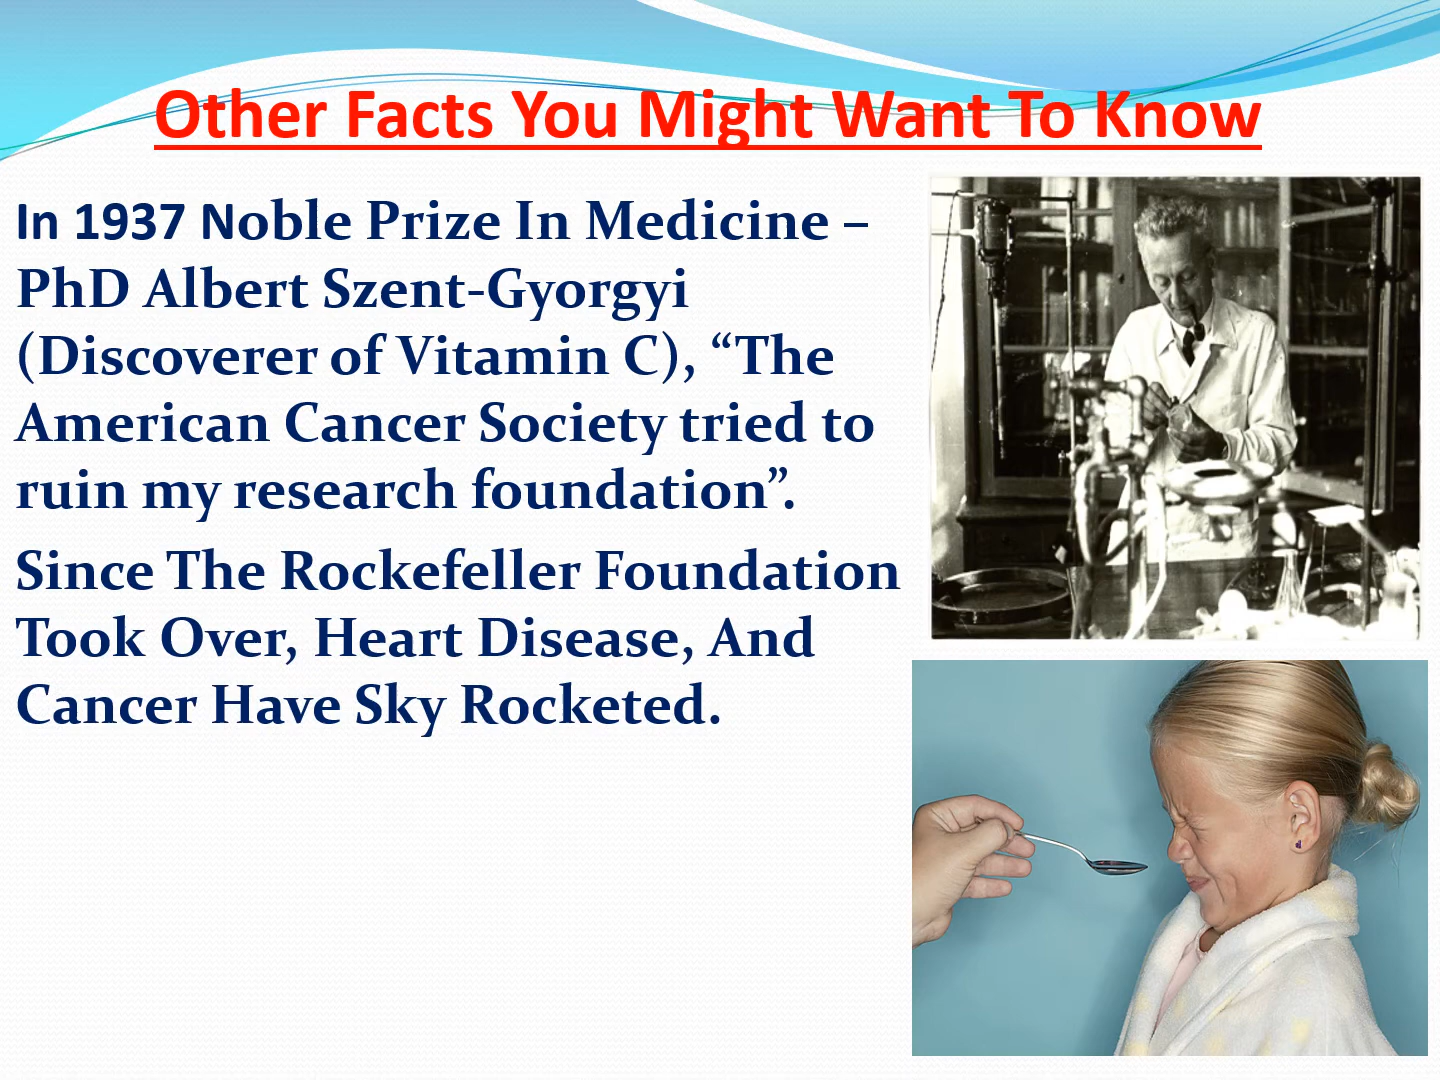 Other Facts You Might Want To Know
In 1937 Noble Prize In Medicine –
PhD Albert Szent-Gyorgyi
(Discoverer of Vitamin C), “The
American Cancer Society tried to
ruin my research foundation”.
Since The Rockefeller Foundation
Took Over, Heart Disease, And
Cancer Have Sky Rocketed.